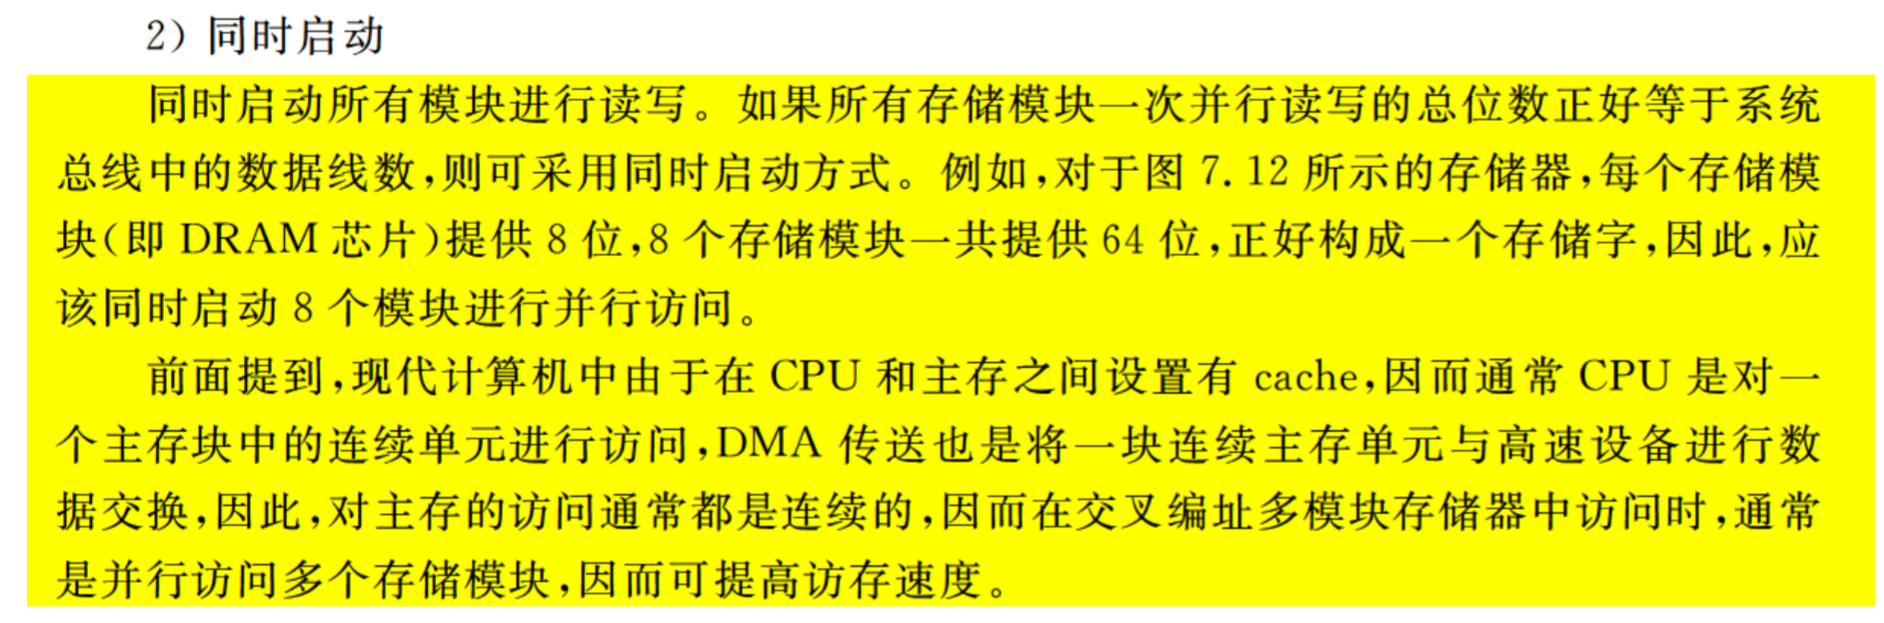 2）同时启动
同时启动所有模块进行读写。如果所有存储模块一次并行读写的总位数正好等于系统
总线中的数据线数，则可采用同时启动方式。例如，对于图 7.12 所示的存储器，每个存储模
块（即 DRAM 芯片）提供 8 位，8 个存储模块一共提供 64 位，正好构成一个存储字，因此，应
该同时启动 8 个模块进行并行访问。
前面提到，现代计算机中由于在 CPU 和主存之间设置有 cache，因而通常 CPU 是对一
个主存块中的连续单元进行访问，DMA 传送也是将一块连续主存单元与高速设备进行数
据交换，因此，对主存的访问通常都是连续的，因而在交叉编址多模块存储器中访问时，通常
是并行访问多个存储模块，因而可提高访存速度。